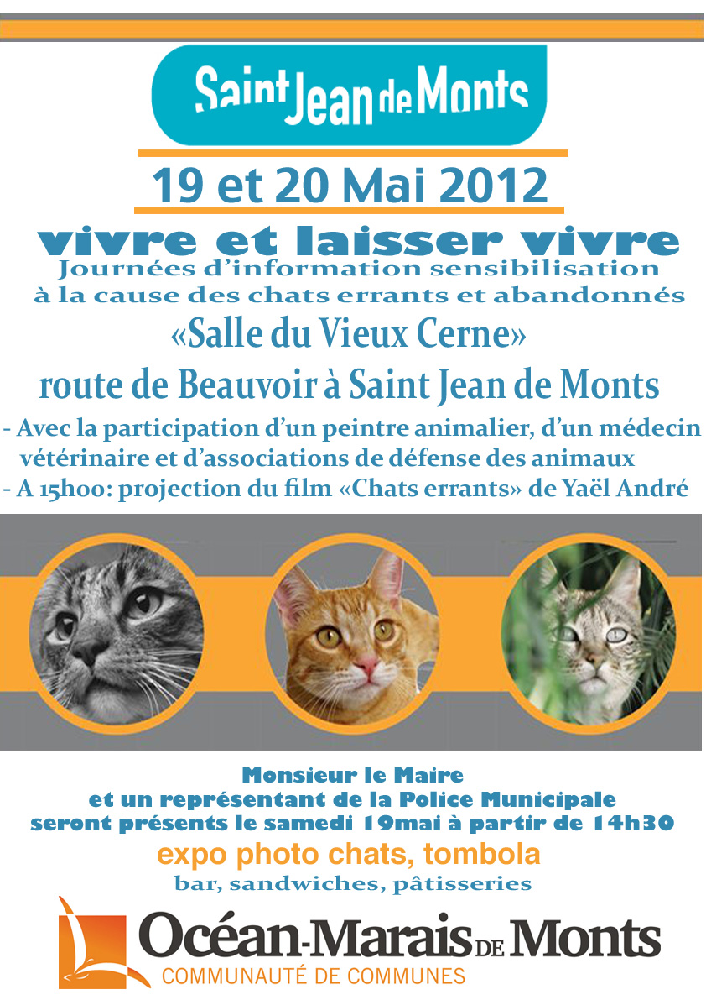 Saint Jean de Monts
19 et 20 Mai 2012
vivre et laisser vivre
Journées d'information sensibilisation
à la cause des chats errants et abandonnés
«Salle du Vieux Cerne»
route de Beauvoir à Saint Jean de Monts
- Avec la participation d'un peintre animalier, d'un médecin
vétérinaire et d'associations de défense des animaux
- A 15h00: projection du film «Chats errants» de Yaël André
Monsieur le Maire
et un représentant de la Police Municipale
seront présents le samedi 19mai à partir de 14h30
expo photo chats, tombola
bar, sandwiches, pâtisseries
Océan-Marais DE Monts
COMMUNAUTÉ DE COMMUNES